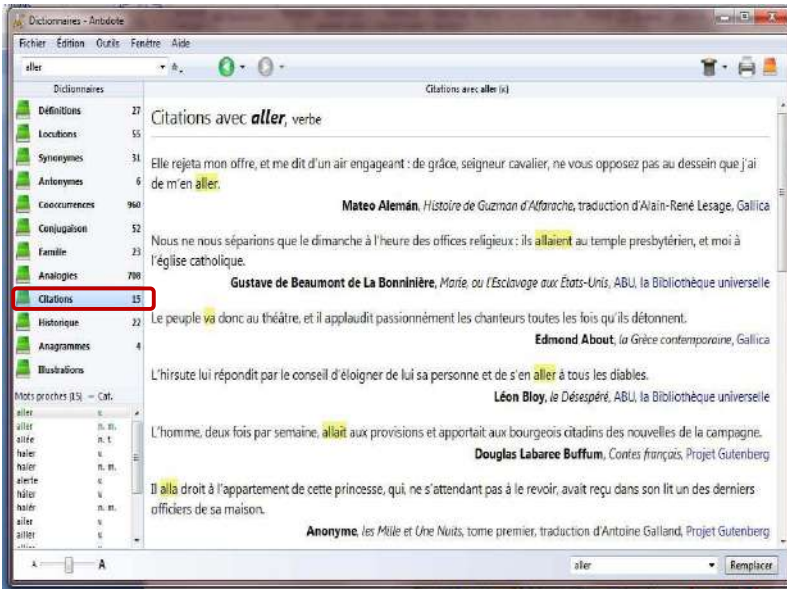 Dictionnaires - Antidote
Fichier Édition Outils Fenêtre Aide
aller
Dictionnaires
Citations avec aller (v.)
Définitions 27
Locutions 55
Synonymes 31
Antonymes 6
Cooccurrences 960
Conjugaison 52
Famille 23
Analogies 708
Citations 15
Historique 22
Anagrammes 4
Illustrations
Mots proches (15) Cat.
aller v.
aller n. m.
allée n. f.
haler v.
haler n. m.
alerte v.
hâler v.
v.
v.
Citations avec aller, verbe
Elle rejeta mon offre, et me dit d'un air engageant : de grâce, seigneur cavalier, ne vous opposez pas au dessein que j'ai
de m'en aller.
Mateo Alemán, Histoire de Guzman d'Alfarache, traduction d'Alain-René Lesage, Gallica
Nous ne nous séparions que le dimanche à l'heure des offices religieux : ils allaient au temple presbytérien, et moi à
l'église catholique.
Gustave de Beaumont de La Bonninière, Marie, ou l'Esclavage aux États-Unis, ABU, la Bibliothèque universelle
Le peuple va donc au théâtre, et il applaudit passionnément les chanteurs toutes les fois qu'ils détonnent.
Edmond About, la Grèce contemporaine, Gallica
L'hirsute lui répondit par le conseil d'éloigner de lui sa personne et de s'en aller à tous les diables.
Léon Bloy, le Désespéré, ABU, la Bibliothèque universelle
L'homme, deux fois par semaine, allait aux provisions et apportait aux bourgeois citadins des nouvelles de la campagne.
Douglas Labaree Buffum, Contes français, Projet Gutenberg
Il alla droit à l'appartement de cette princesse, qui, ne s'attendant pas à le revoir, avait reçu dans son lit un des derniers
officiers de sa maison.
Anonyme, les Mille et Une Nuits, tome premier, traduction d'Antoine Galland, Projet Gutenberg
A A
aller
Remplacer